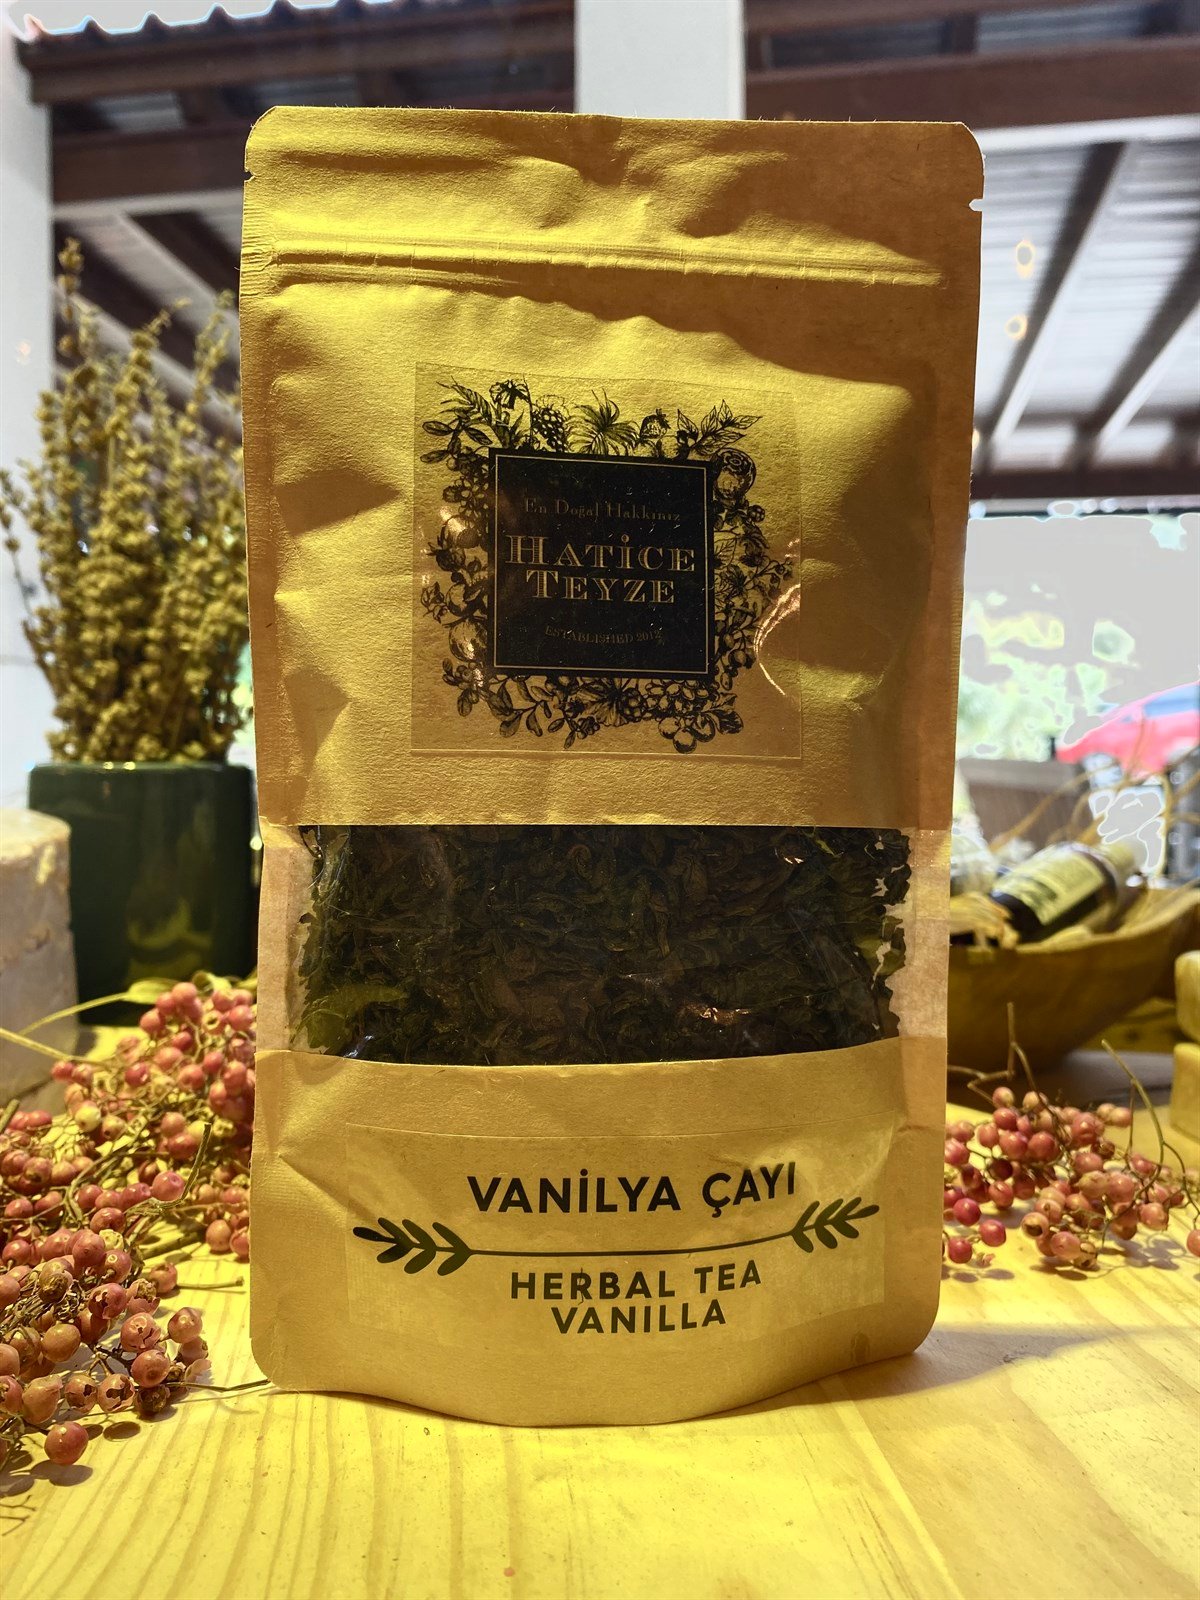 En Doğal Hakkınız
HATİCE
TEYZE
ESTABLISHED 2012
VANİLYA ÇAYI
HERBAL TEA
VANILLA